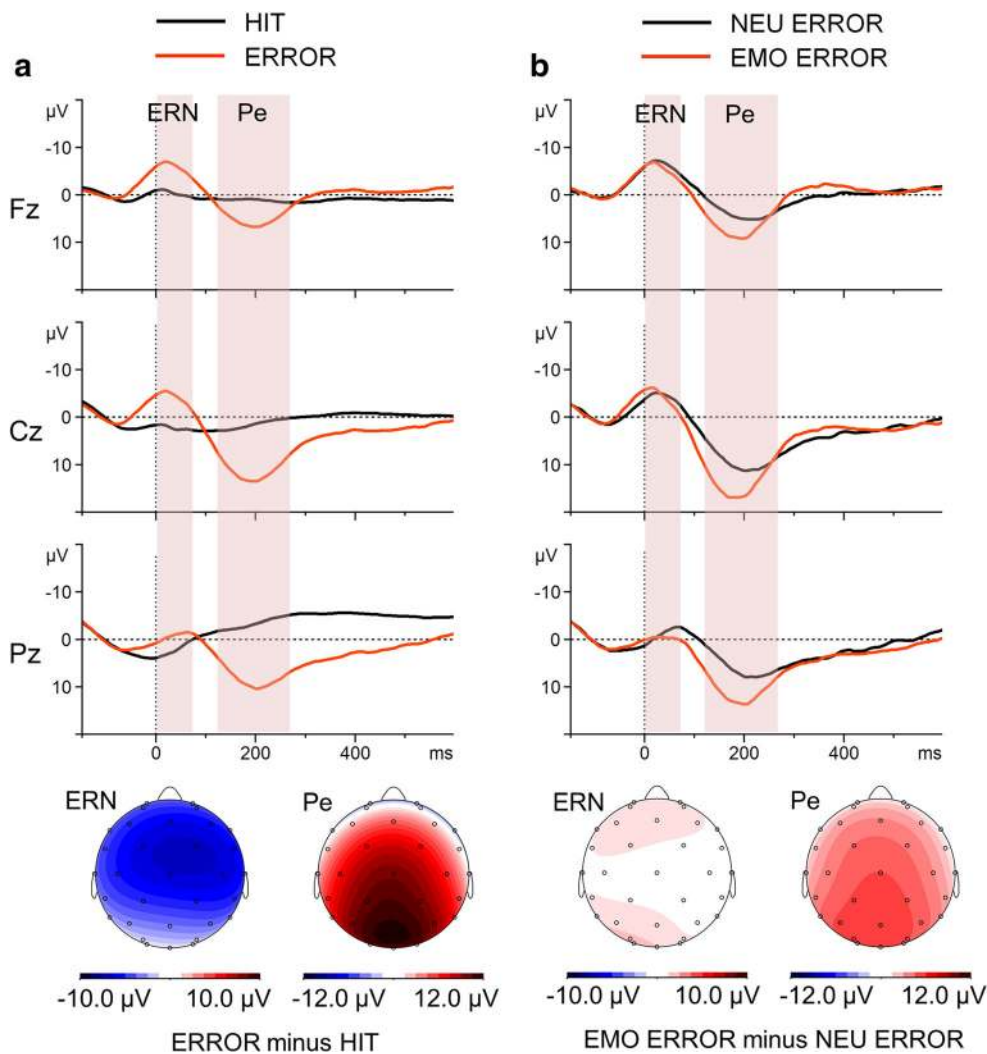 HIT
ERROR
NEU ERROR
EMO ERROR
a
b
µV
ERN
Pe
-10
0
10
Fz
µV
ERN
Pe
-10
0
10
µV
-10
0
10
Cz
µV
-10
0
10
µV
-10
0
10
Pz
0
200
400
ms
µV
-10
0
10
0
200
400
ms
ERN
Pe
ERN
Pe
-10.0 µV
10.0 µV
-12.0 µV
12.0 µV
-10.0 µV
10.0 µV
-12.0 µV
12.0 µV
ERROR minus HIT
EMO ERROR minus NEU ERROR